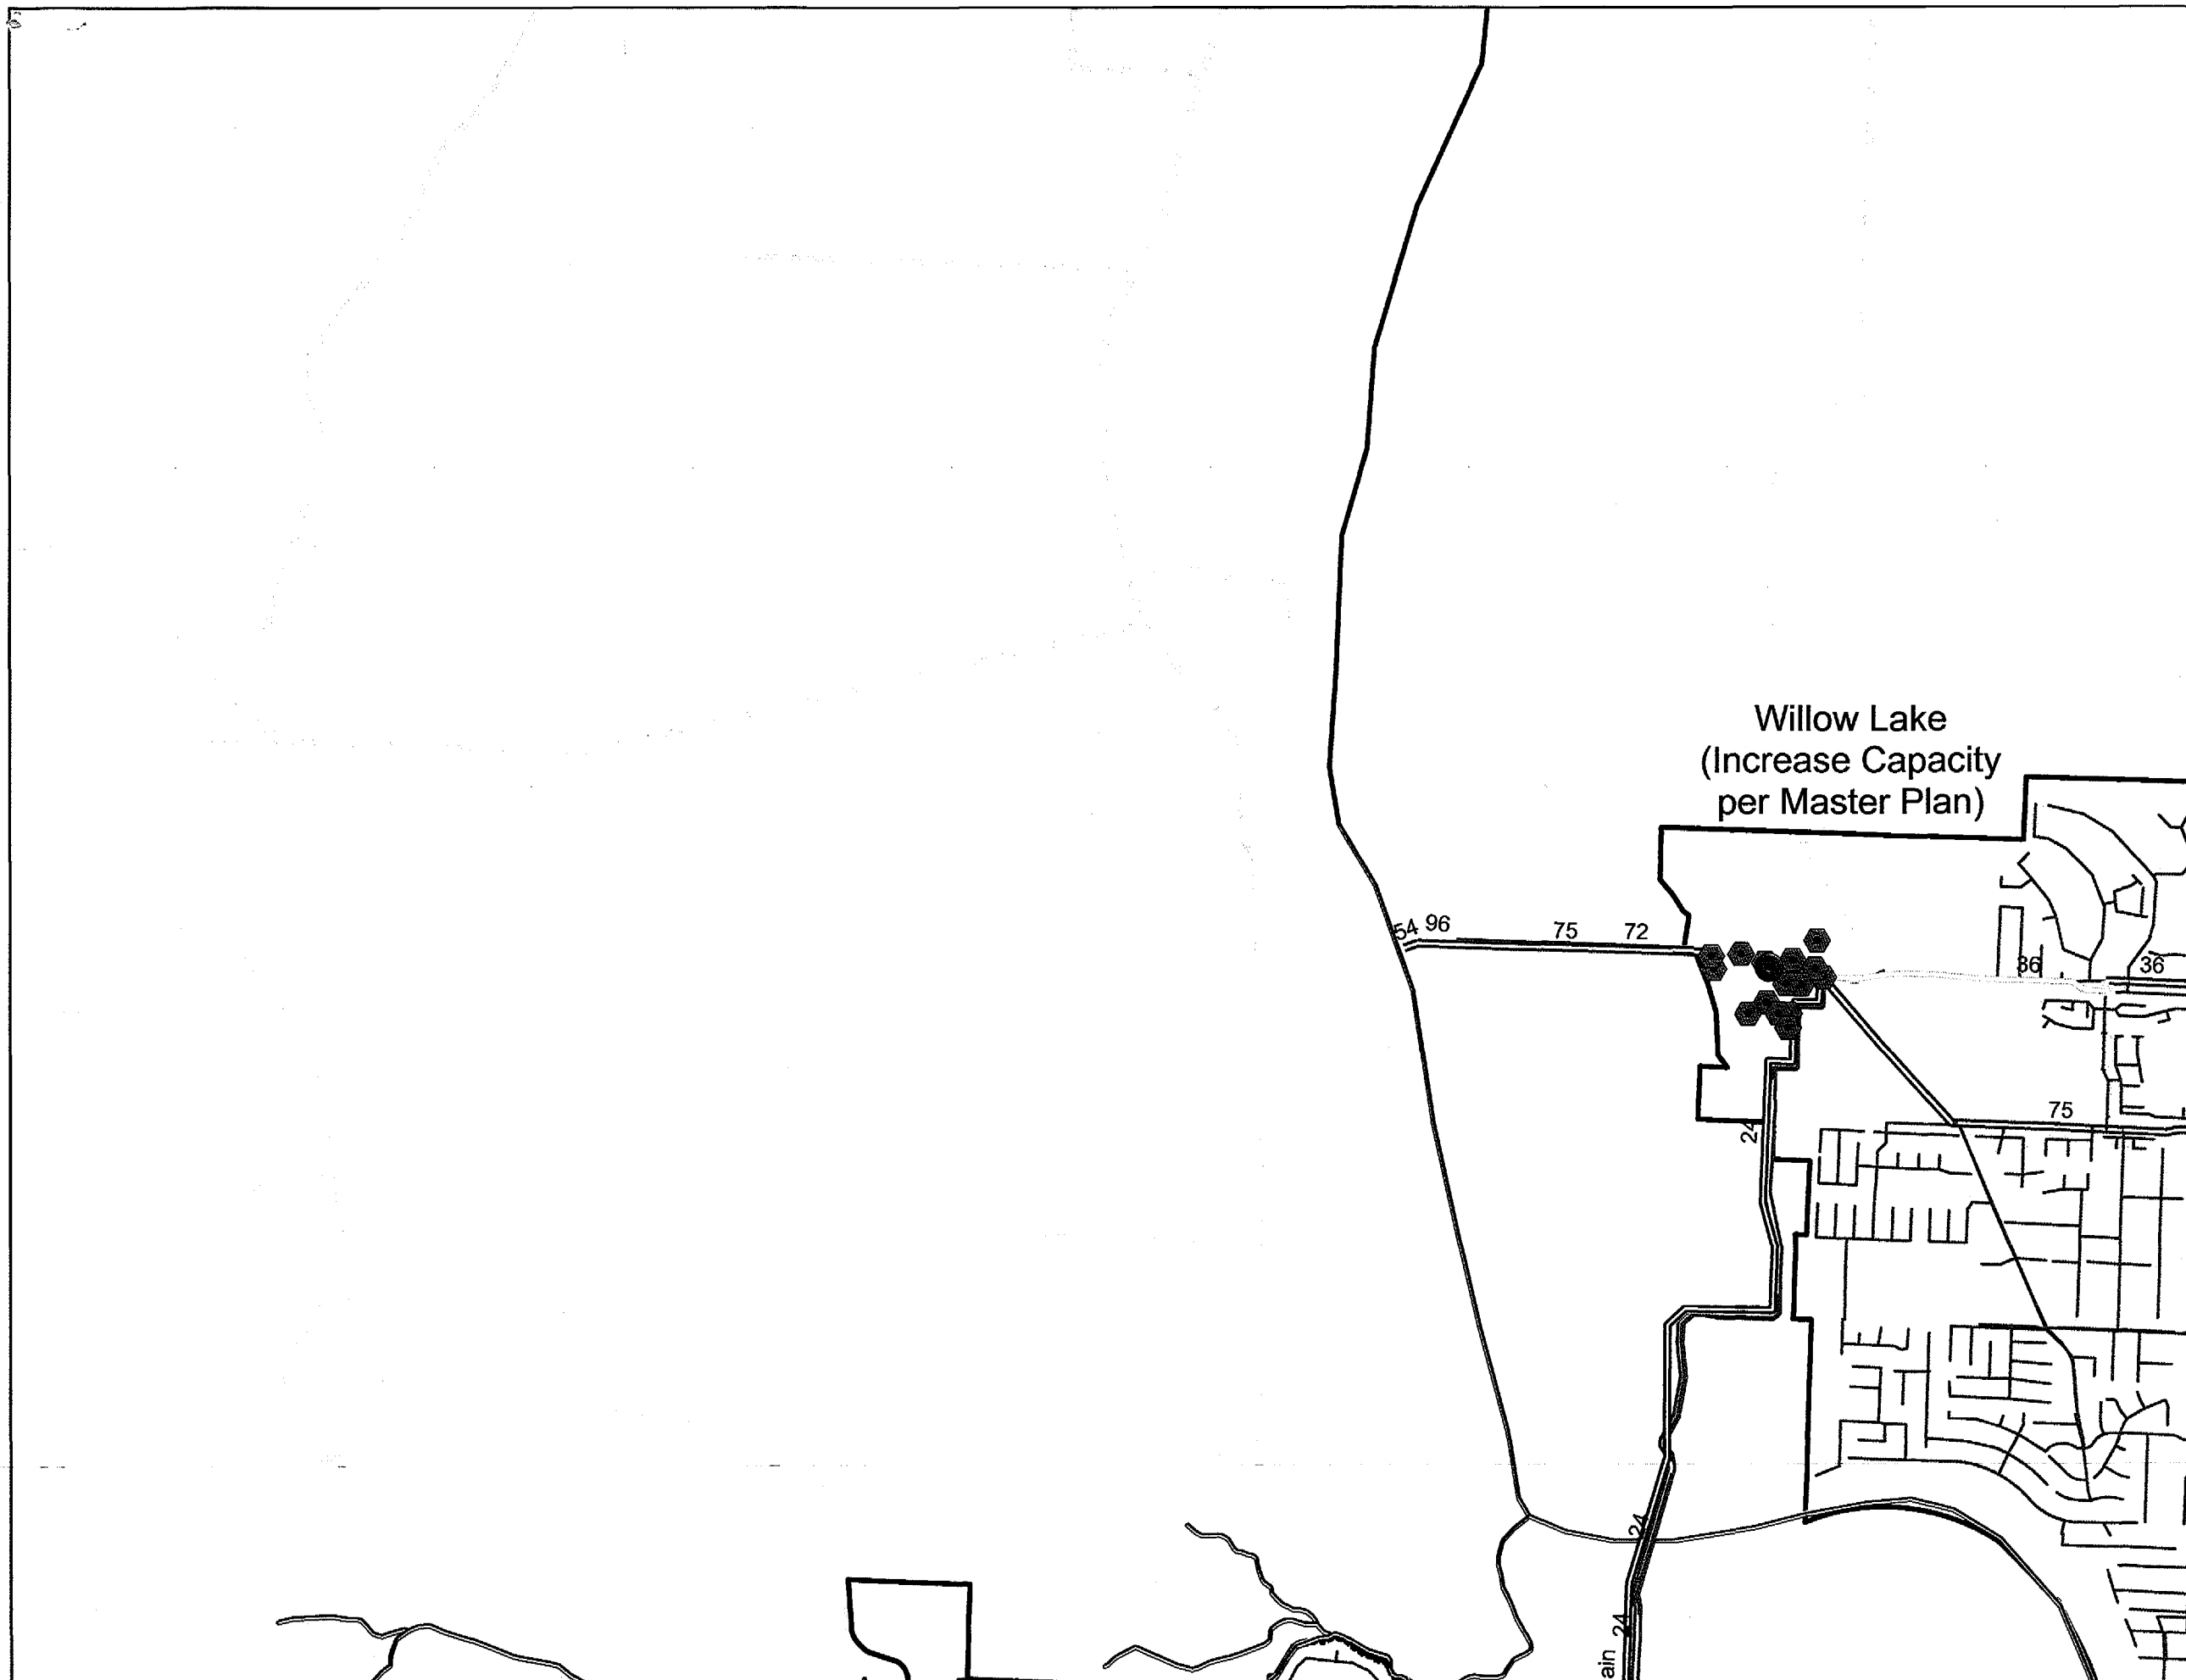 Willow Lake
(Increase Capacity
per Master Plan)
54 96 75 72
36 36
75
24
24
24
ain